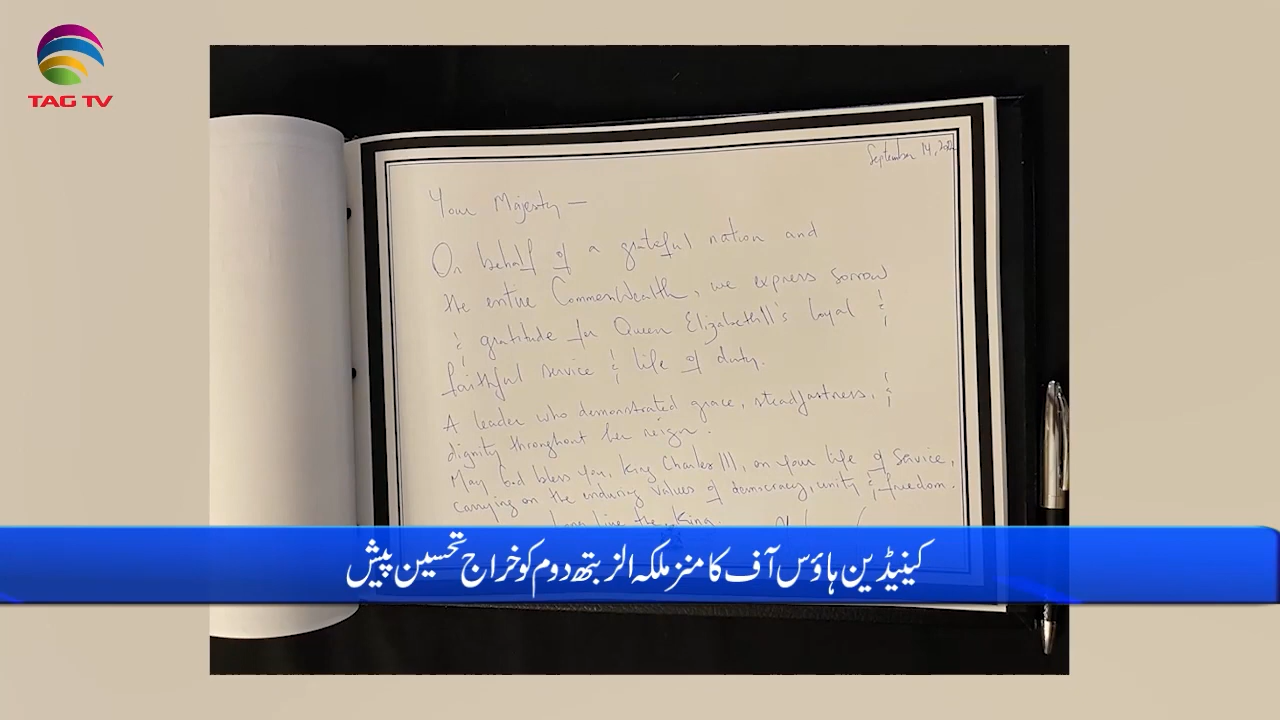 TAG TV
September 14, 202
Your Majesty —
On behalf of a grateful nation and
the entire Commonwealth, we express sorrow
& gratitude for Queen Elizabeth II's loyal &
faithful service & life of duty.
A leader who demonstrated grace, steadfastness, &
dignity throughout her reign.
May God bless you, King Charles III, on your life of service,
carrying on the enduring values of democracy, unity & freedom.
Long live the King.
کینیڈین ہاؤس آف کامنز ملکہ الزبتھ دوم کو خراج تحسین پیش